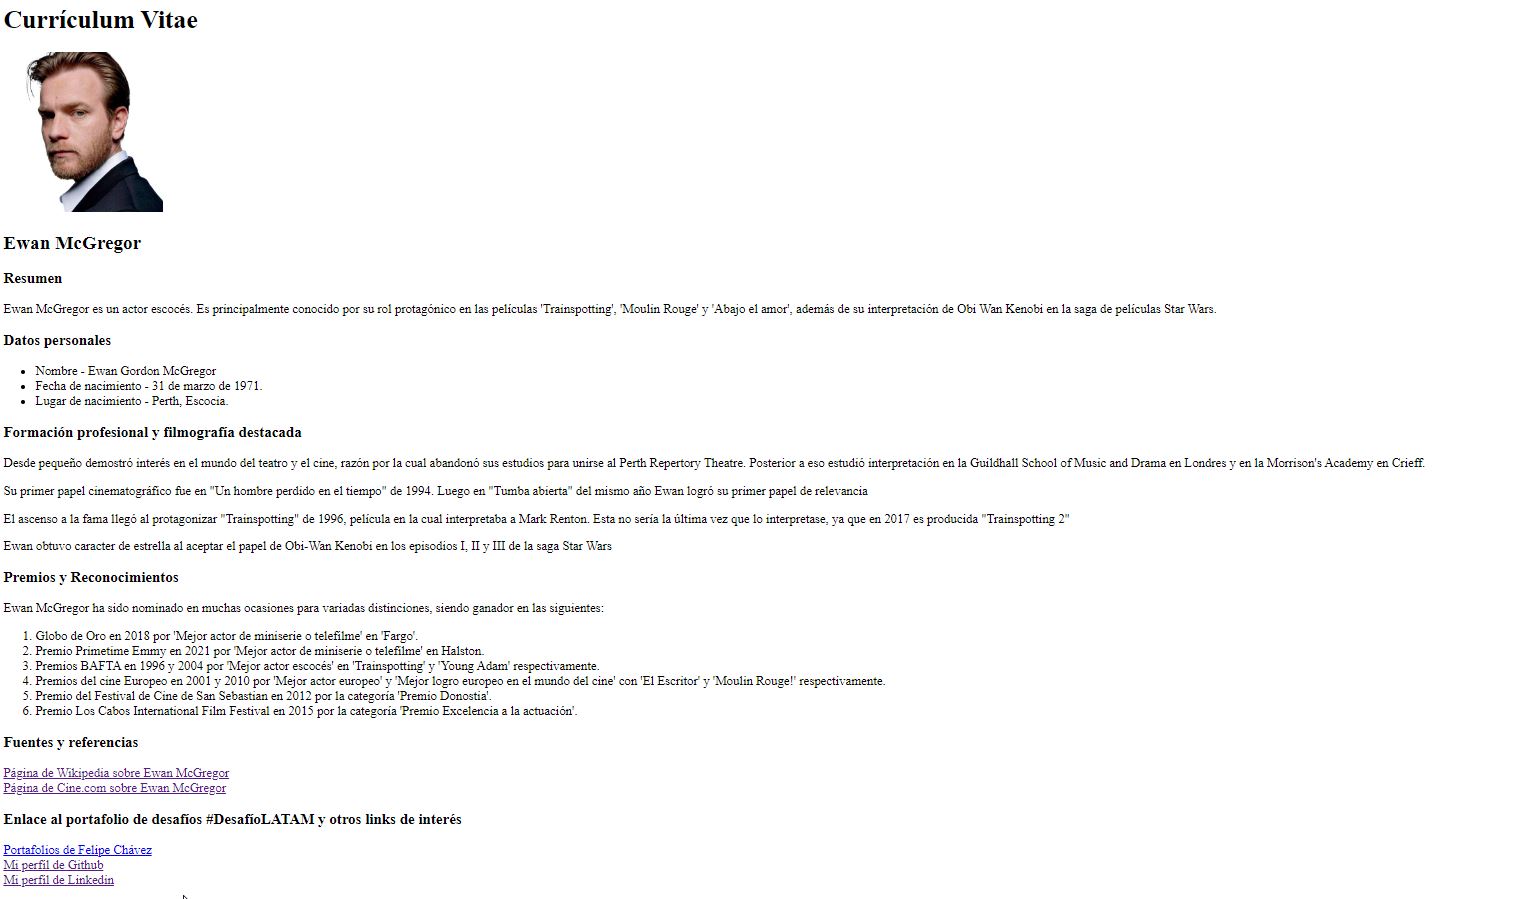 Currículum Vitae
Ewan McGregor
Resumen
Ewan McGregor es un actor escocés. Es principalmente conocido por su rol protagónico en las películas 'Trainspotting', 'Moulin Rouge' y 'Abajo el amor', además de su interpretación de Obi Wan Kenobi en la saga de películas Star Wars.
Datos personales
• Nombre - Ewan Gordon McGregor
• Fecha de nacimiento - 31 de marzo de 1971.
• Lugar de nacimiento - Perth, Escocia.
Formación profesional y filmografía destacada
Desde pequeño demostró interés en el mundo del teatro y el cine, razón por la cual abandonó sus estudios para unirse al Perth Repertory Theatre. Posterior a eso estudió interpretación en la Guildhall School of Music and Drama en Londres y en la Morrison's Academy en Crieff.
Su primer papel cinematográfico fue en "Un hombre perdido en el tiempo" de 1994. Luego en "Tumba abierta" del mismo año Ewan logró su primer papel de relevancia
El ascenso a la fama llegó al protagonizar "Trainspotting" de 1996, película en la cual interpretaba a Mark Renton. Esta no sería la última vez que lo interpretase, ya que en 2017 es producida "Trainspotting 2"
Ewan obtuvo caracter de estrella al aceptar el papel de Obi-Wan Kenobi en los episodios I, II y III de la saga Star Wars
Premios y Reconocimientos
Ewan McGregor ha sido nominado en muchas ocasiones para variadas distinciones, siendo ganador en las siguientes:
1. Globo de Oro en 2018 por 'Mejor actor de miniserie o telefilme' en 'Fargo'.
2. Premio Primetime Emmy en 2021 por 'Mejor actor de miniserie o telefilme' en Halston.
3. Premios BAFTA en 1996 y 2004 por 'Mejor actor escocés' en 'Trainspotting' y 'Young Adam' respectivamente.
4. Premios del cine Europeo en 2001 y 2010 por 'Mejor actor europeo' y 'Mejor logro europeo en el mundo del cine' con 'El Escritor' y 'Moulin Rouge!' respectivamente.
5. Premio del Festival de Cine de San Sebastian en 2012 por la categoría 'Premio Donostia'.
6. Premio Los Cabos International Film Festival en 2015 por la categoría 'Premio Excelencia a la actuación'.
Fuentes y referencias
Página de Wikipedia sobre Ewan McGregor
Página de Cine.com sobre Ewan McGregor
Enlace al portafolio de desafíos #DesafíoLATAM y otros links de interés
Portafolios de Felipe Chávez
Mi perfil de Github
Mi perfil de Linkedin